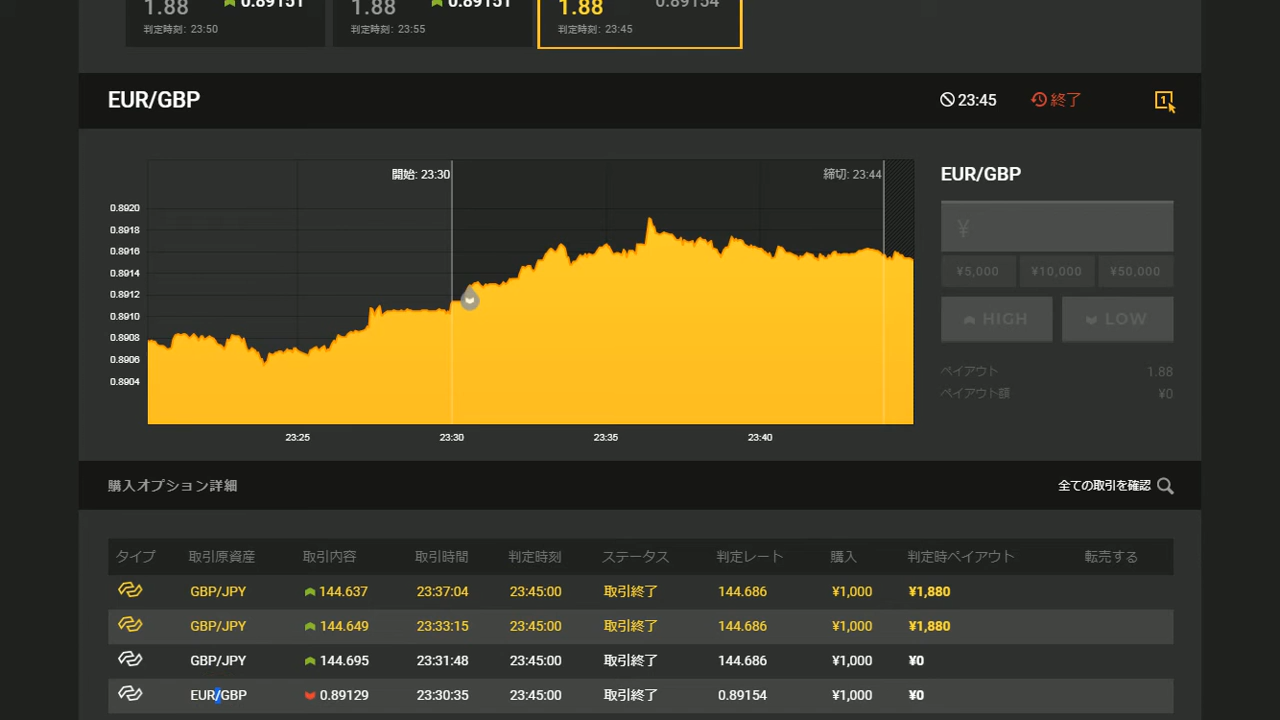 1.88 0.89151 1.88 0.89151 1.88 0.89154
判定時刻: 23:50 判定時刻: 23:55 判定時刻: 23:45
EUR/GBP 23:45 終了 1
開始: 23:30 締切: 23:44
EUR/GBP
0.8920
0.8918
0.8916
0.8914
0.8912
0.8910
0.8908
0.8906
0.8904
23:25 23:30 23:35 23:40
¥
¥5,000 ¥10,000 ¥50,000
HIGH LOW
ペイアウト 1.88
ペイアウト額 ¥0
購入オプション詳細 全ての取引を確認
タイプ 取引原資産 取引内容 取引時間 判定時刻 ステータス 判定レート 購入 判定時ペイアウト 転売する
GBP/JPY 144.637 23:37:04 23:45:00 取引終了 144.686 ¥1,000 ¥1,880
GBP/JPY 144.649 23:33:15 23:45:00 取引終了 144.686 ¥1,000 ¥1,880
GBP/JPY 144.695 23:31:48 23:45:00 取引終了 144.686 ¥1,000 ¥0
EUR/GBP 0.89129 23:30:35 23:45:00 取引終了 0.89154 ¥1,000 ¥0